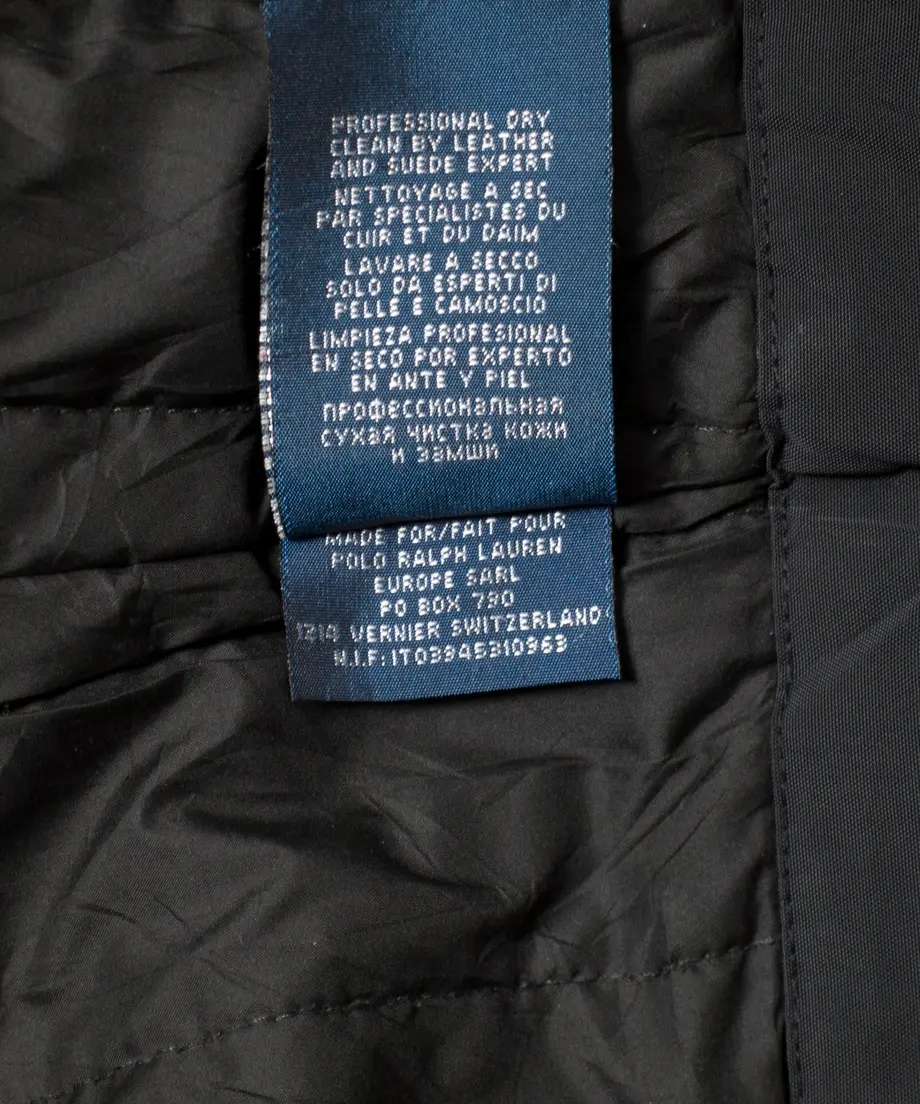 PROFESSIONAL DRY
CLEAN BY LEATHER
AND SUEDE EXPERT
NETTOYAGE A SEC
PAR SPECIALISTES DU
CUIR ET DU DAIM
LAVARE A SECCO
SOLO DA ESPERTI DI
PELLE E CAMOSCIO
LIMPIEZA PROFESIONAL
EN SECO POR EXPERTO
EN ANTE Y PIEL
ПРОФЕССИОНАЛЬНАЯ
СУХАЯ ЧИСТКА КОЖИ
И ЗАМШИ
MADE FOR/FAIT POUR
POLO RALPH LAUREN
EUROPE SARL
PO BOX 790
1214 VERNIER SWITZERLAND
N.I.F:IT03945310963